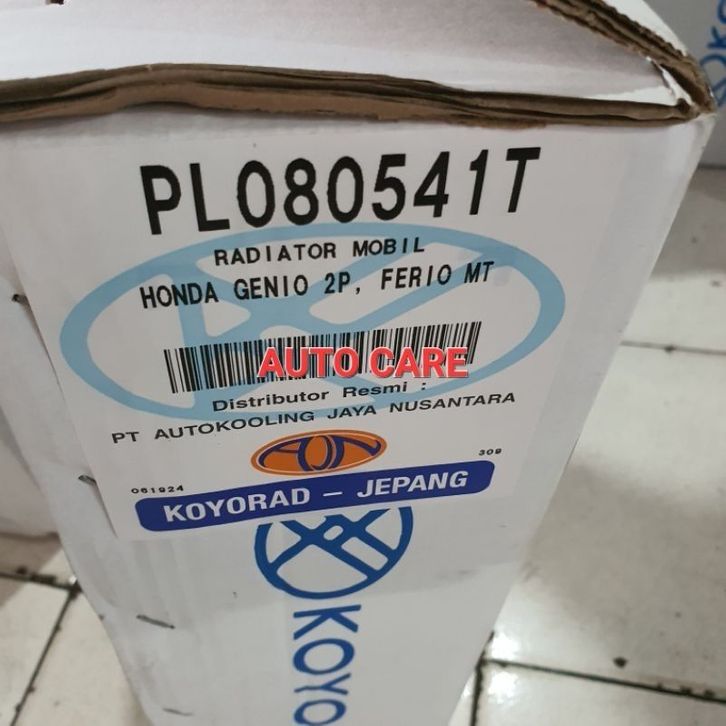 PL080541T
RADIATOR MOBIL
HONDA GENIO 2P, FERIO MT
AUTO CARE
Distributor Resmi :
PT AUTOKOOLING JAYA NUSANTARA
AJN
061924
309
KOYORAD – JEPANG
KOYO